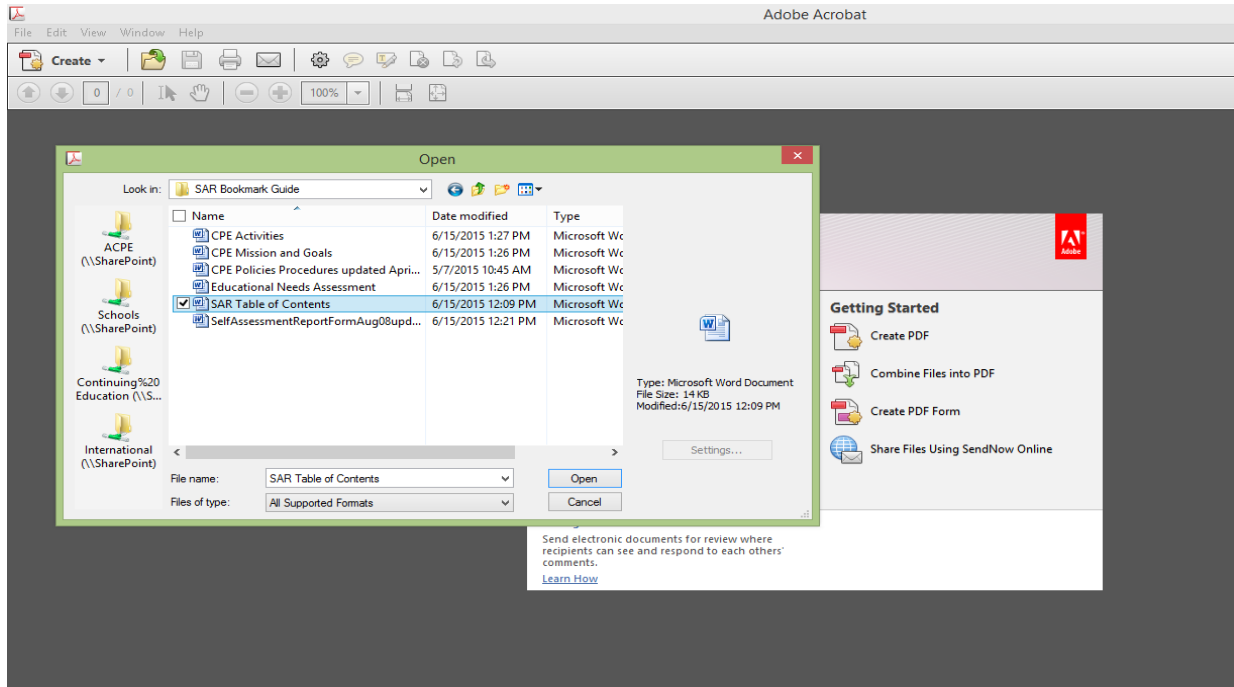 Adobe Acrobat
File Edit View Window Help
Create
0 / 0 100%
Open
Look in: SAR Bookmark Guide
Name Date modified Type
CPE Activities 6/15/2015 1:27 PM Microsoft Wo
CPE Mission and Goals 6/15/2015 1:26 PM Microsoft Wo
CPE Policies Procedures updated Apri... 5/7/2015 10:45 AM Microsoft Wo
Educational Needs Assessment 6/15/2015 1:26 PM Microsoft Wo
SAR Table of Contents 6/15/2015 12:09 PM Microsoft Wo
SelfAssessmentReportFormAug08upd... 6/15/2015 12:21 PM Microsoft Wo
ACPE
(\\SharePoint)
Schools
(\\SharePoint)
Continuing%20
Education (\\S...
International
(\\SharePoint)
Type: Microsoft Word Document
File Size: 14 KB
Modified:6/15/2015 12:09 PM
Settings...
File name: SAR Table of Contents Open
Files of type: All Supported Formats Cancel
Adobe
Getting Started
Create PDF
Combine Files into PDF
Create PDF Form
Share Files Using SendNow Online
Send electronic documents for review where
recipients can see and respond to each others'
comments.
Learn How